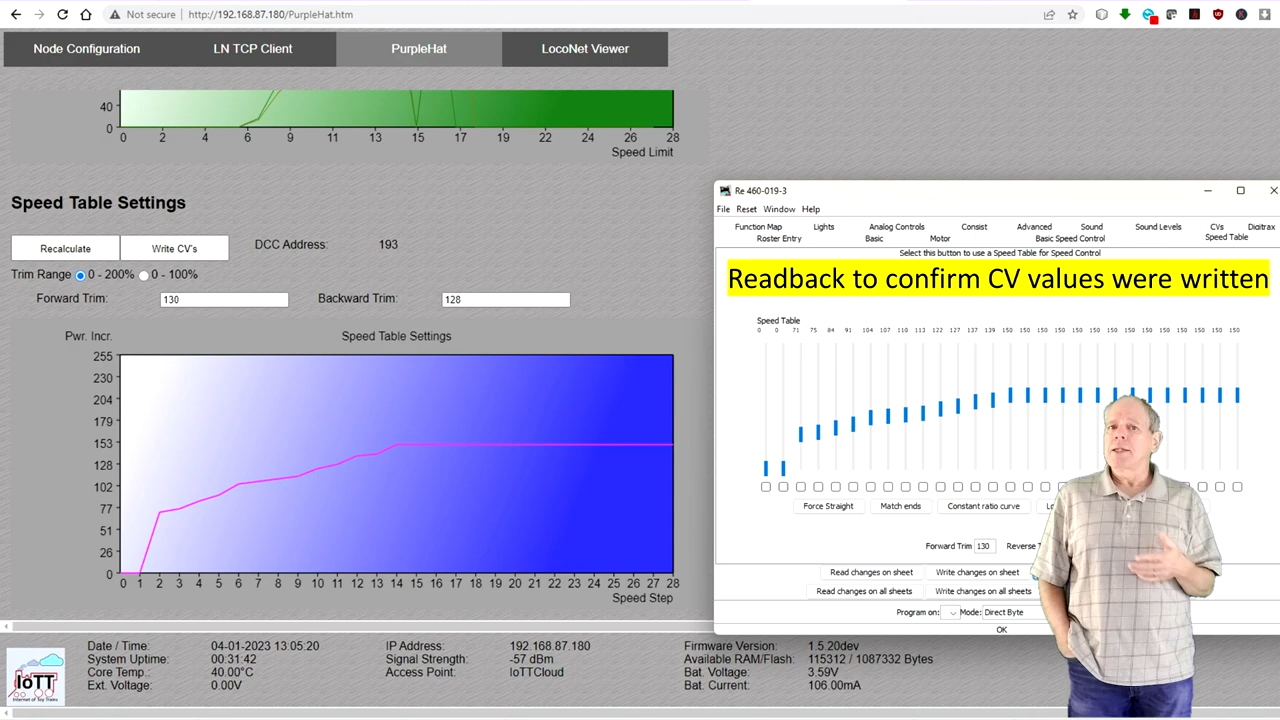 Not secure | http://192.168.87.180/PurpleHat.htm
Node Configuration LN TCP Client PurpleHat LocoNet Viewer
40
0
0 2 4 6 9 11 13 15 17 19 22 24 26 28
Speed Limit
Speed Table Settings
Recalculate Write CV's DCC Address: 193
Trim Range 0 - 200% 0 - 100%
Forward Trim: 130 Backward Trim: 128
Pwr. Incr. Speed Table Settings
255
230
204
179
153
128
102
77
51
26
0
0 1 2 3 4 5 6 7 8 9 10 11 12 13 14 15 16 17 18 19 20 21 22 23 24 25 26 27 28
Speed Step
Re 460-019-3
File Reset Window Help
Function Map Lights Analog Controls Consist Advanced Sound Sound Levels CVs Digitrax
Roster Entry Basic Motor Basic Speed Control Speed Table
Select this button to use a Speed Table for Speed Control
Readback to confirm CV values were written
Speed Table
0 0 71 75 84 91 104 107 110 113 122 127 137 139 150 150 150 150 150 150 150 150 150 150 150 150 150 150
Force Straight Match ends Constant ratio curve
Forward Trim 130 Reverse
Read changes on sheet Write changes on sheet
Read changes on all sheets Write changes on all sheets
Program on: Mode: Direct Byte
OK
IoTT
Internet of Toy Trains
Date / Time: 04-01-2023 13:05:20 IP Address: 192.168.87.180 Firmware Version: 1.5.20dev
System Uptime: 00:31:42 Signal Strength: -57 dBm Available RAM/Flash: 115312 / 1087332 Bytes
Core Temp.: 40.00°C Access Point: IoTTCloud Bat. Voltage: 3.59V
Ext. Voltage: 0.00V Bat. Current: 106.00mA